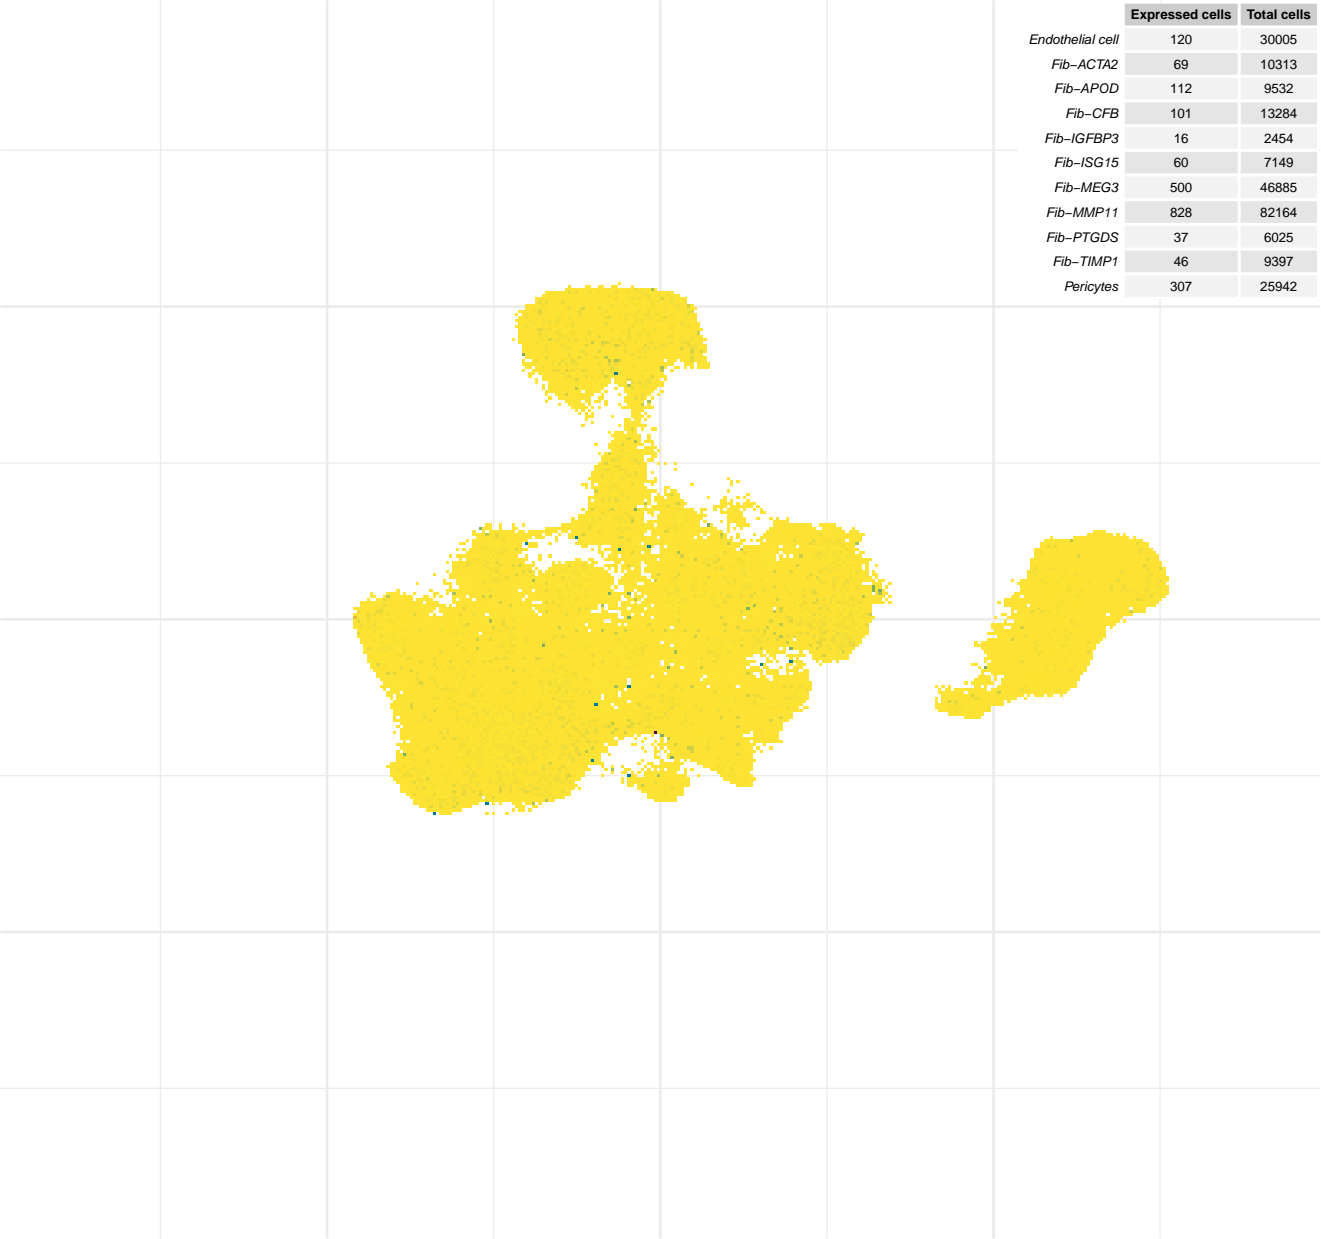 Expressed cells Total cells
Endothelial cell 120 30005
Fib−ACTA2 69 10313
Fib−APOD 112 9532
Fib−CFB 101 13284
Fib−IGFBP3 16 2454
Fib−ISG15 60 7149
Fib−MEG3 500 46885
Fib−MMP11 828 82164
Fib−PTGDS 37 6025
Fib−TIMP1 46 9397
Pericytes 307 25942